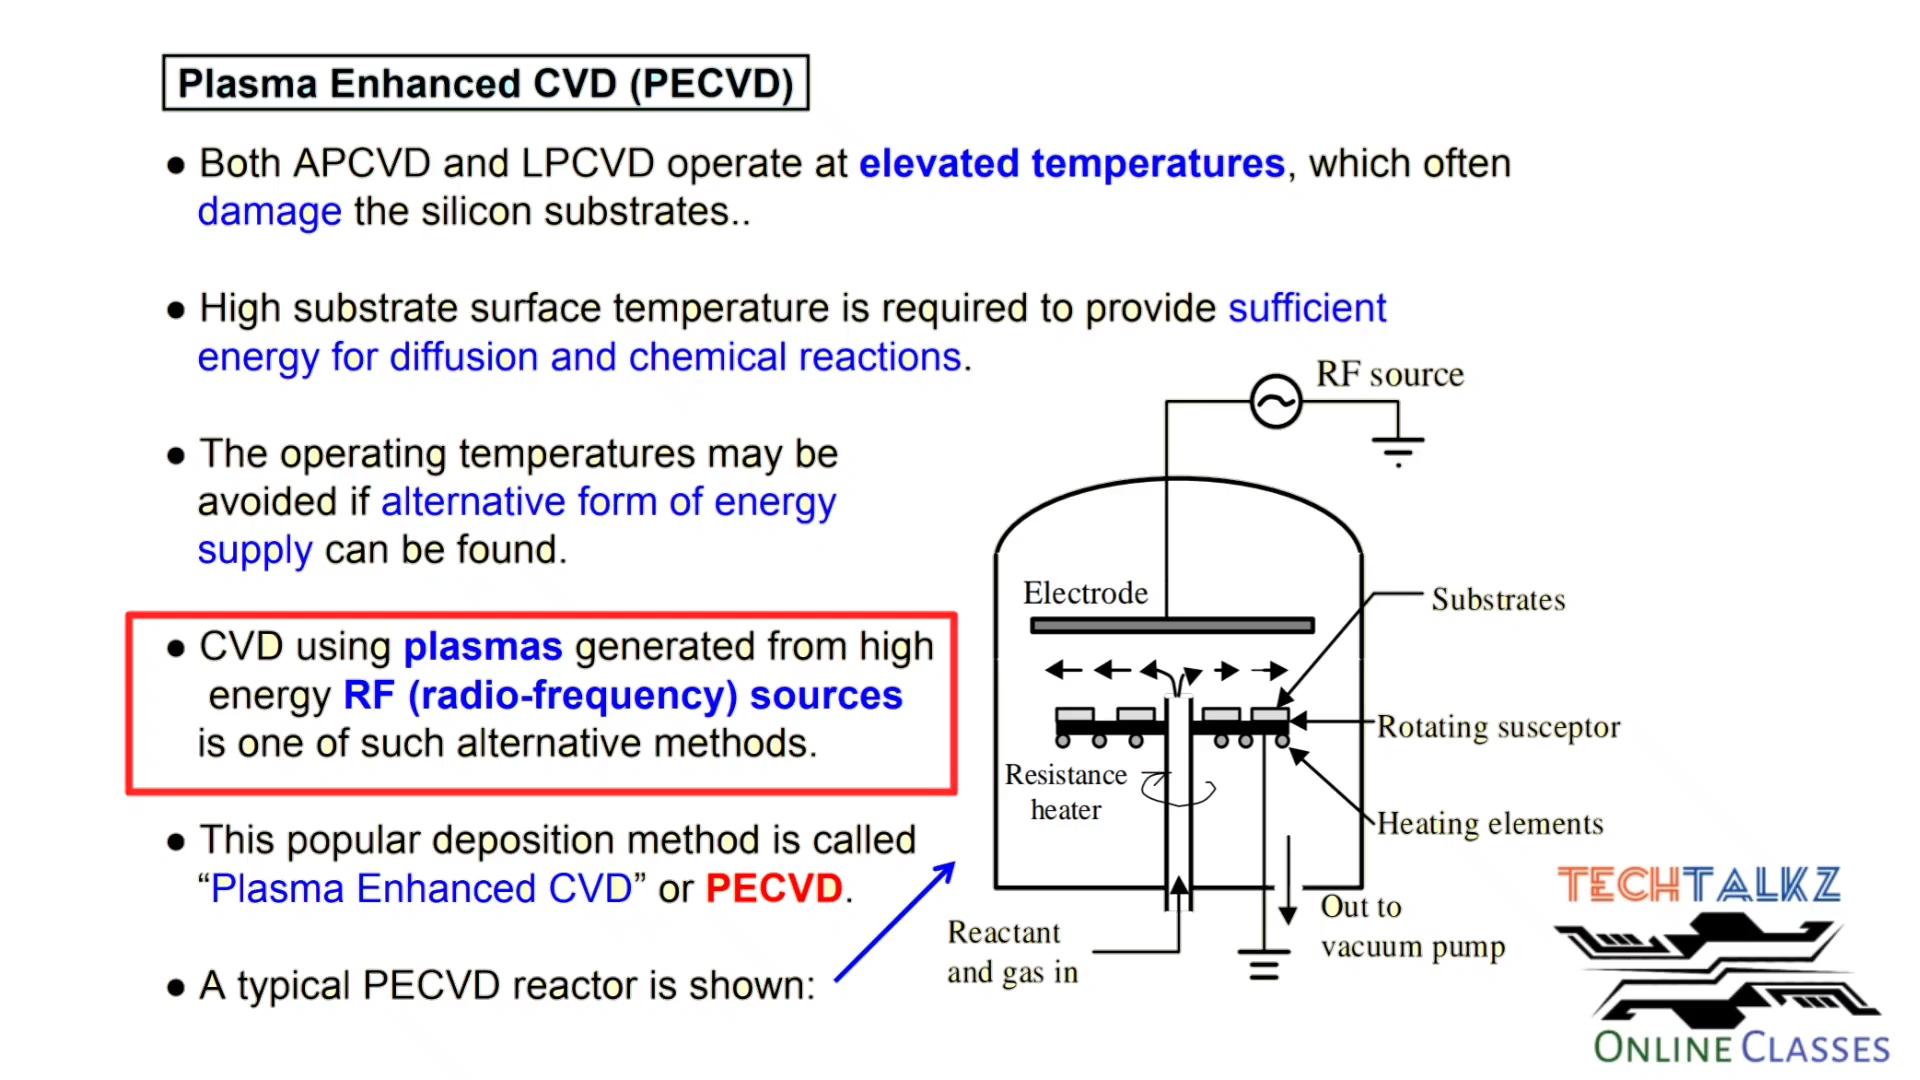 Plasma Enhanced CVD (PECVD)
● Both APCVD and LPCVD operate at elevated temperatures, which often
damage the silicon substrates..
● High substrate surface temperature is required to provide sufficient
energy for diffusion and chemical reactions.
● The operating temperatures may be
avoided if alternative form of energy
supply can be found.
● CVD using plasmas generated from high
energy RF (radio-frequency) sources
is one of such alternative methods.
● This popular deposition method is called
“Plasma Enhanced CVD” or PECVD.
● A typical PECVD reactor is shown:
RF source
Electrode
Substrates
Rotating susceptor
Resistance
heater
Heating elements
Reactant
and gas in
Out to
vacuum pump
TECHTALKZ
ONLINE CLASSES